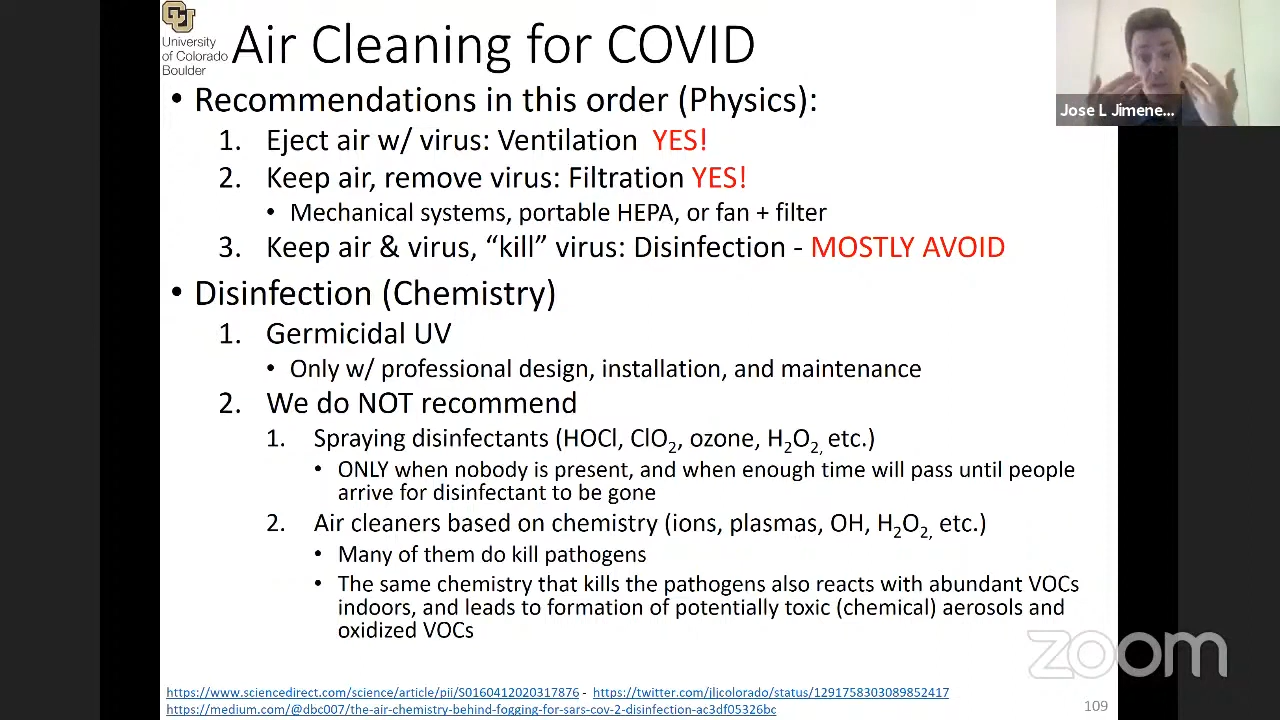 University
of Colorado
Boulder
Air Cleaning for COVID
• Recommendations in this order (Physics):
1. Eject air w/ virus: Ventilation YES!
2. Keep air, remove virus: Filtration YES!
• Mechanical systems, portable HEPA, or fan + filter
3. Keep air & virus, “kill” virus: Disinfection - MOSTLY AVOID
• Disinfection (Chemistry)
1. Germicidal UV
• Only w/ professional design, installation, and maintenance
2. We do NOT recommend
1. Spraying disinfectants (HOCl, ClO₂, ozone, H₂O₂, etc.)
• ONLY when nobody is present, and when enough time will pass until people
arrive for disinfectant to be gone
2. Air cleaners based on chemistry (ions, plasmas, OH, H₂O₂, etc.)
• Many of them do kill pathogens
• The same chemistry that kills the pathogens also reacts with abundant VOCs
indoors, and leads to formation of potentially toxic (chemical) aerosols and
oxidized VOCs
https://www.sciencedirect.com/science/article/pii/S0160412020317876 - https://twitter.com/jljcolorado/status/1291758303089852417
https://medium.com/@dbc007/the-air-chemistry-behind-fogging-for-sars-cov-2-disinfection-ac3df05326bc
109
Jose L Jimene...
zoom